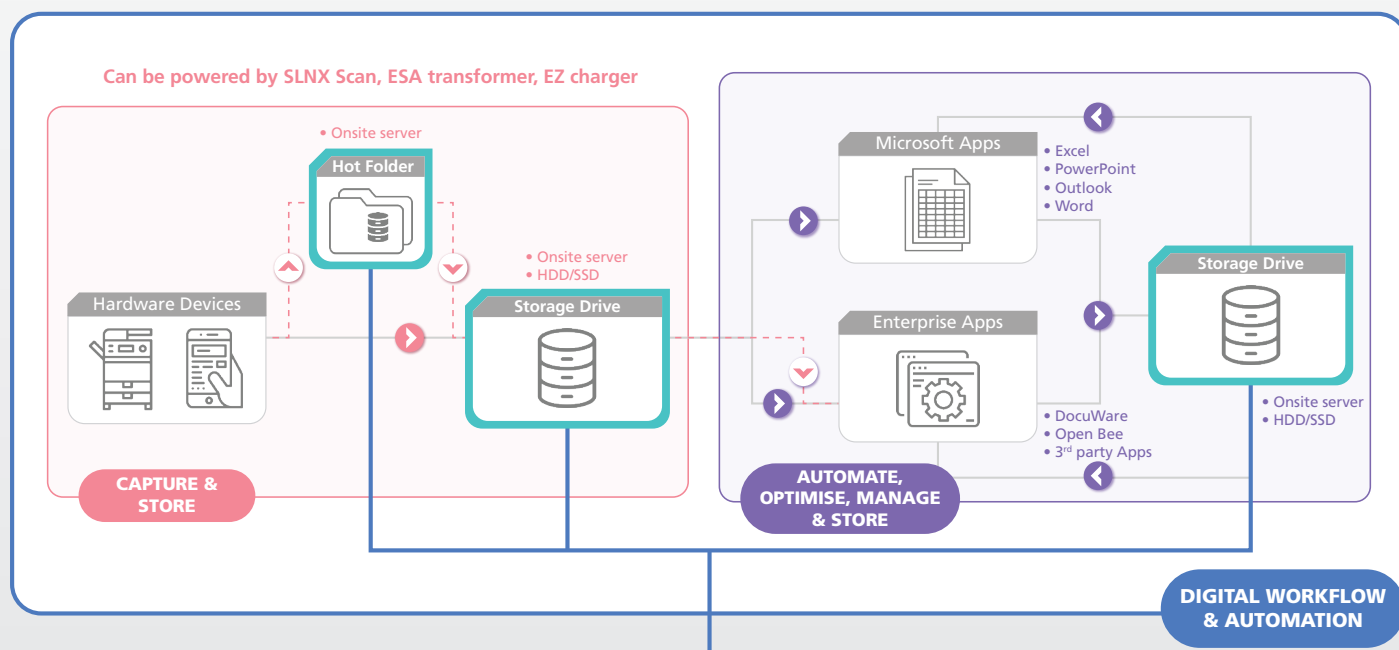 Can be powered by SLNX Scan, ESA transformer, EZ charger
• Onsite server
Hot Folder
Hardware Devices
• Onsite server
• HDD/SSD
Storage Drive
CAPTURE &
STORE
Microsoft Apps
• Excel
• PowerPoint
• Outlook
• Word
Enterprise Apps
• DocuWare
• Open Bee
• 3rd party Apps
Storage Drive
• Onsite server
• HDD/SSD
AUTOMATE,
OPTIMISE, MANAGE
& STORE
DIGITAL WORKFLOW
& AUTOMATION